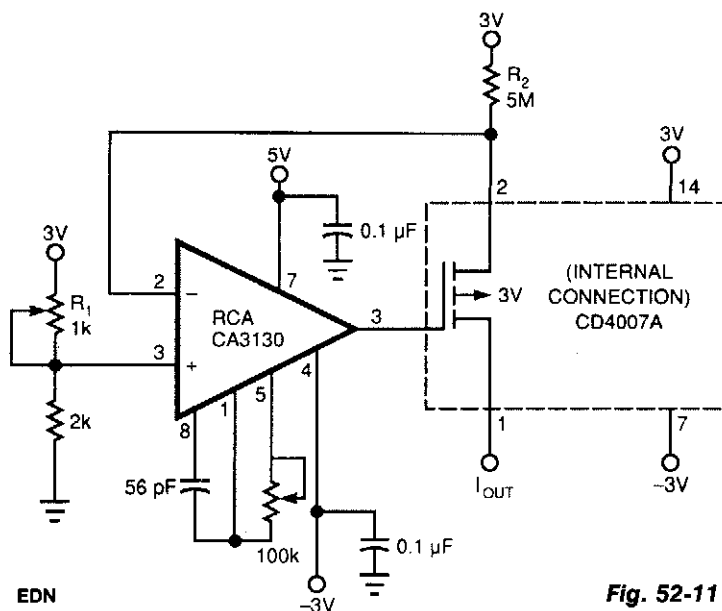 3V
R2
5M
5V
3V
2
14
0.1 µF
3V
7
2
−
R1
1k
RCA
CA3130
3
3V
(INTERNAL
CONNECTION)
CD4007A
3
+
4
5
1
8
2k
1
7
56 pF
IOUT
−3V
100k
0.1 µF
−3V
EDN
Fig. 52-11